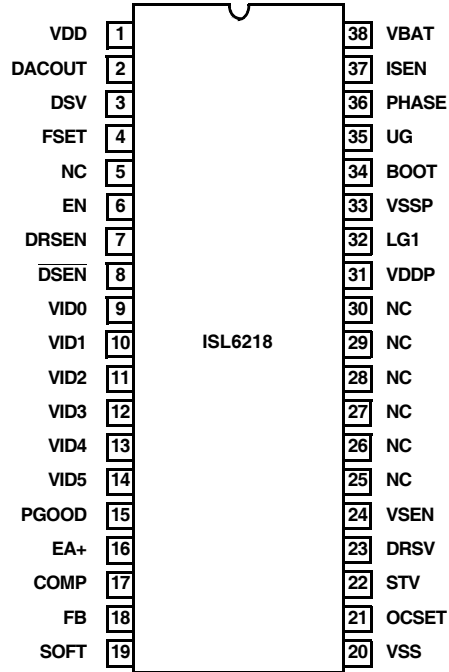 VDD 1 38 VBAT
DACOUT 2 37 ISEN
DSV 3 36 PHASE
FSET 4 35 UG
NC 5 34 BOOT
EN 6 33 VSSP
DRSEN 7 32 LG1
DSEN 8 31 VDDP
VID0 9 30 NC
VID1 10 ISL6218 29 NC
VID2 11 28 NC
VID3 12 27 NC
VID4 13 26 NC
VID5 14 25 NC
PGOOD 15 24 VSEN
EA+ 16 23 DRSV
COMP 17 22 STV
FB 18 21 OCSET
SOFT 19 20 VSS